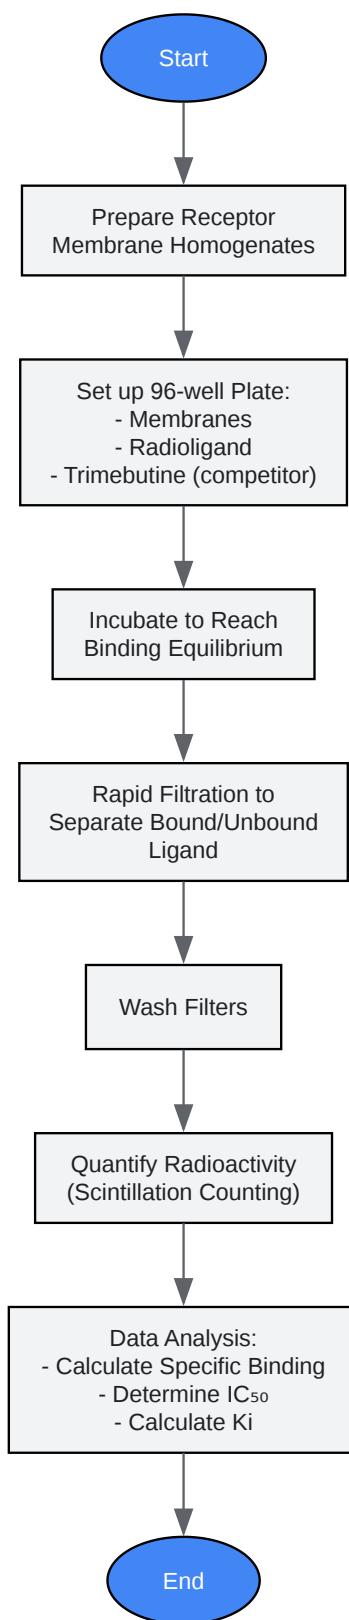 Start
Prepare Receptor
Membrane Homogenates
Set up 96-well Plate:
- Membranes
- Radioligand
- Trimebutine (competitor)
Incubate to Reach
Binding Equilibrium
Rapid Filtration to
Separate Bound/Unbound
Ligand
Wash Filters
Quantify Radioactivity
(Scintillation Counting)
Data Analysis:
- Calculate Specific Binding
- Determine IC₅₀
- Calculate Ki
End